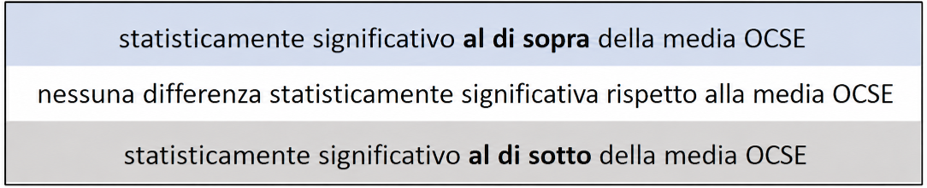 statisticamente significativo al di sopra della media OCSE
nessuna differenza statisticamente significativa rispetto alla media OCSE
statisticamente significativo al di sotto della media OCSE